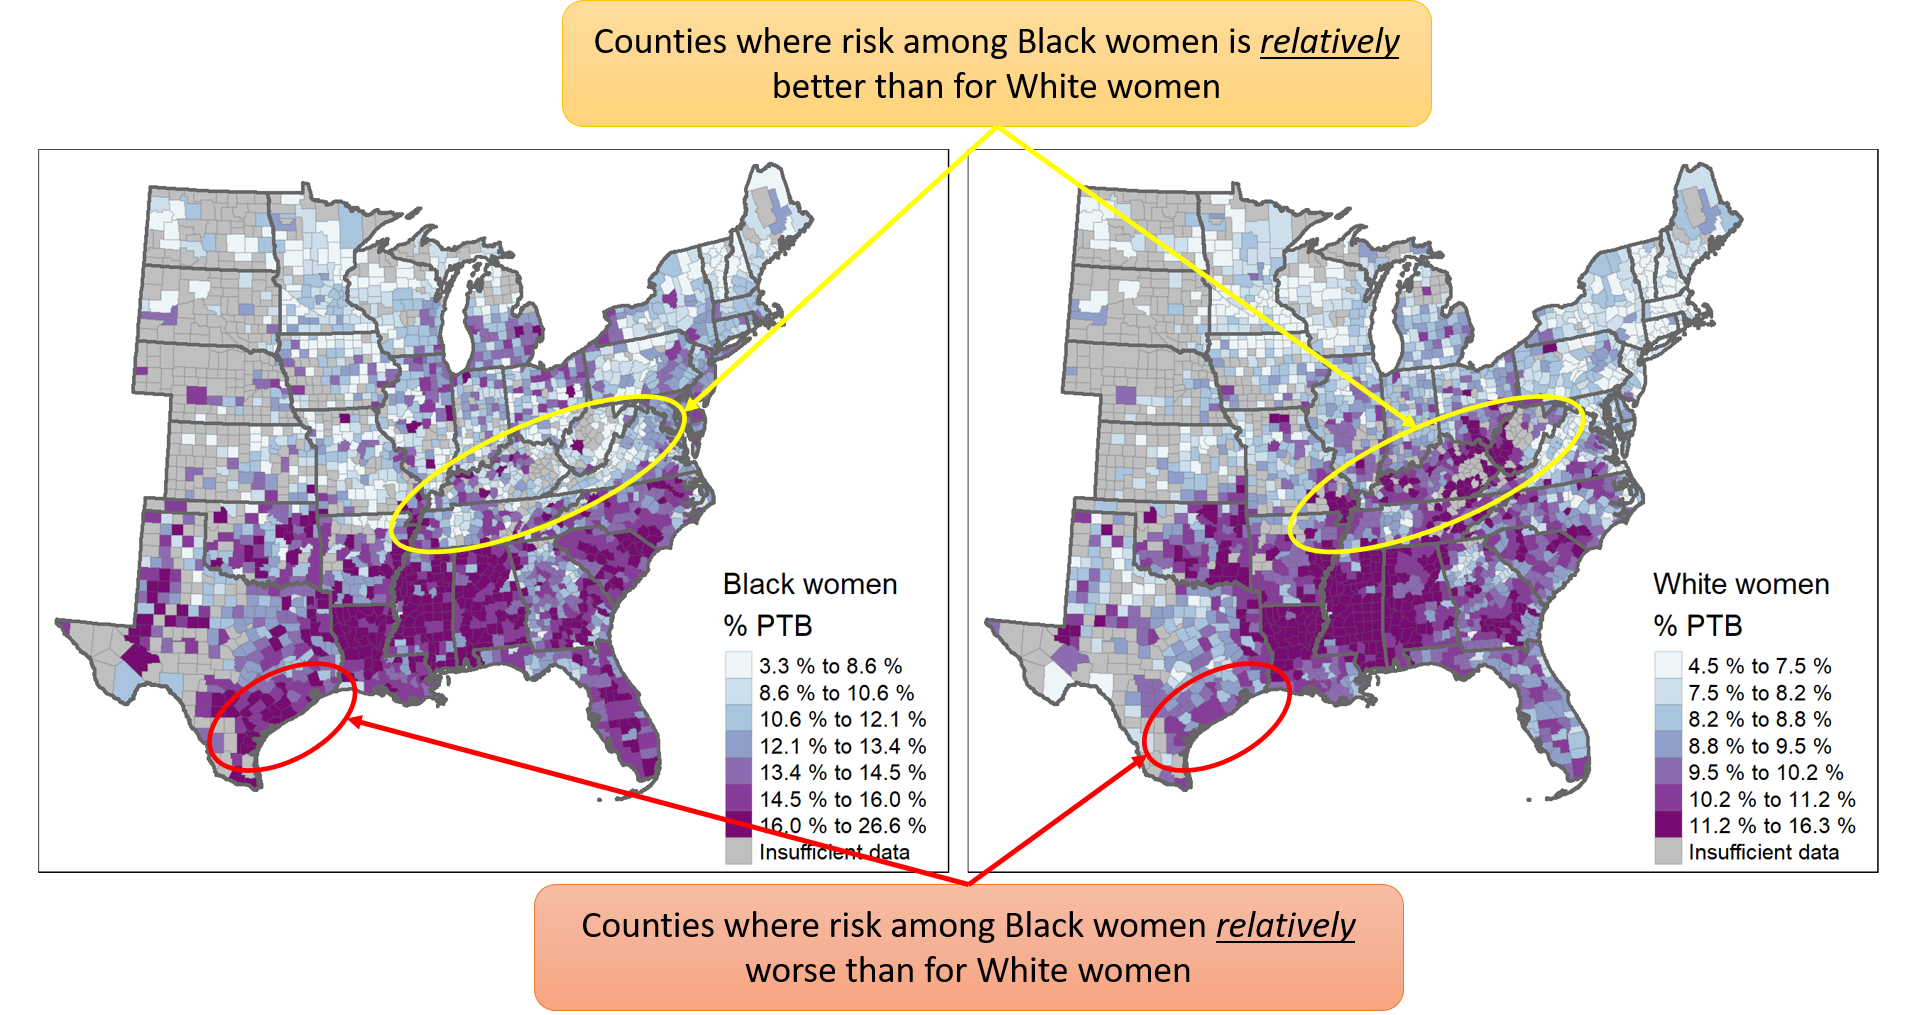 Counties where risk among Black women is relatively
better than for White women
Black women
% PTB
3.3 % to 8.6 %
8.6 % to 10.6 %
10.6 % to 12.1 %
12.1 % to 13.4 %
13.4 % to 14.5 %
14.5 % to 16.0 %
16.0 % to 26.6 %
Insufficient data
White women
% PTB
4.5 % to 7.5 %
7.5 % to 8.2 %
8.2 % to 8.8 %
8.8 % to 9.5 %
9.5 % to 10.2 %
10.2 % to 11.2 %
11.2 % to 16.3 %
Insufficient data
Counties where risk among Black women relatively
worse than for White women